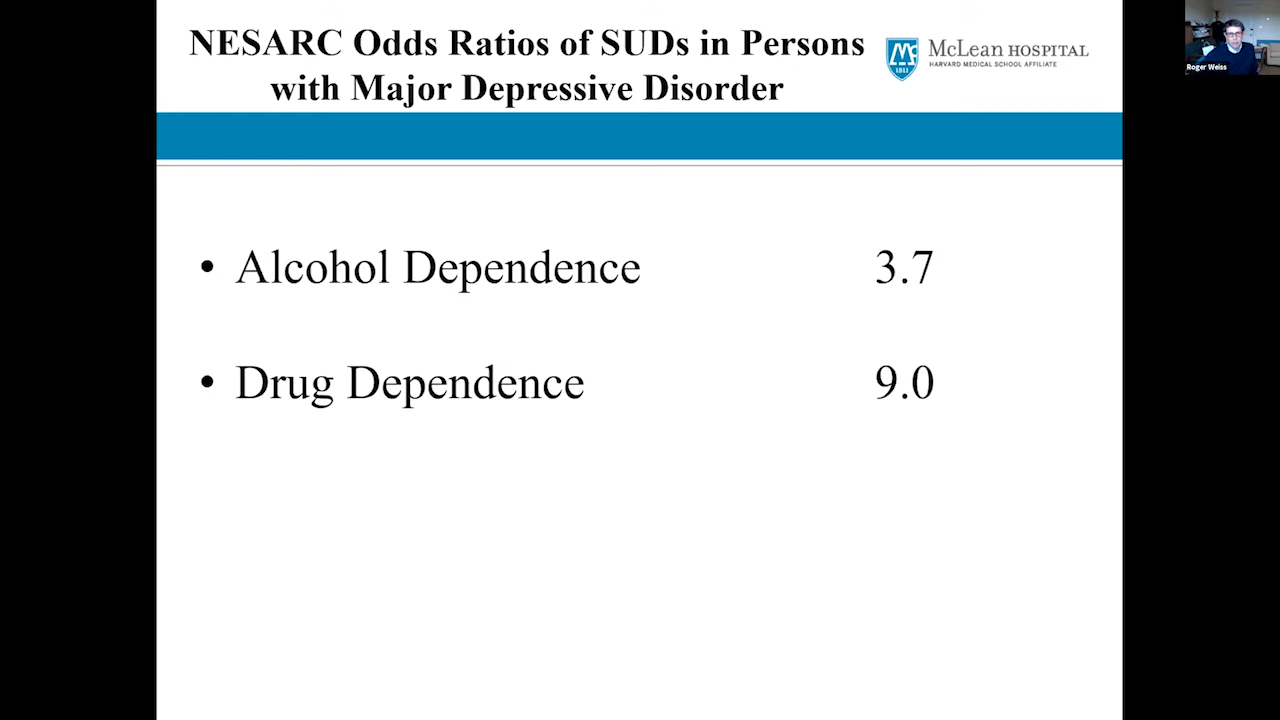 NESARC Odds Ratios of SUDs in Persons
with Major Depressive Disorder
McLean HOSPITAL
HARVARD MEDICAL SCHOOL AFFILIATE
1811
Roger Weiss
• Alcohol Dependence 3.7
• Drug Dependence 9.0